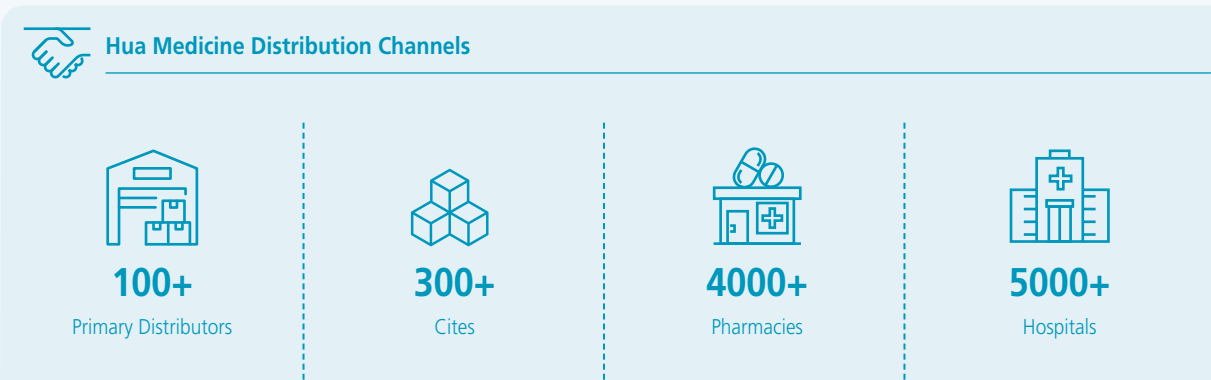 Hua Medicine Distribution Channels
100+
Primary Distributors
300+
Cites
4000+
Pharmacies
5000+
Hospitals